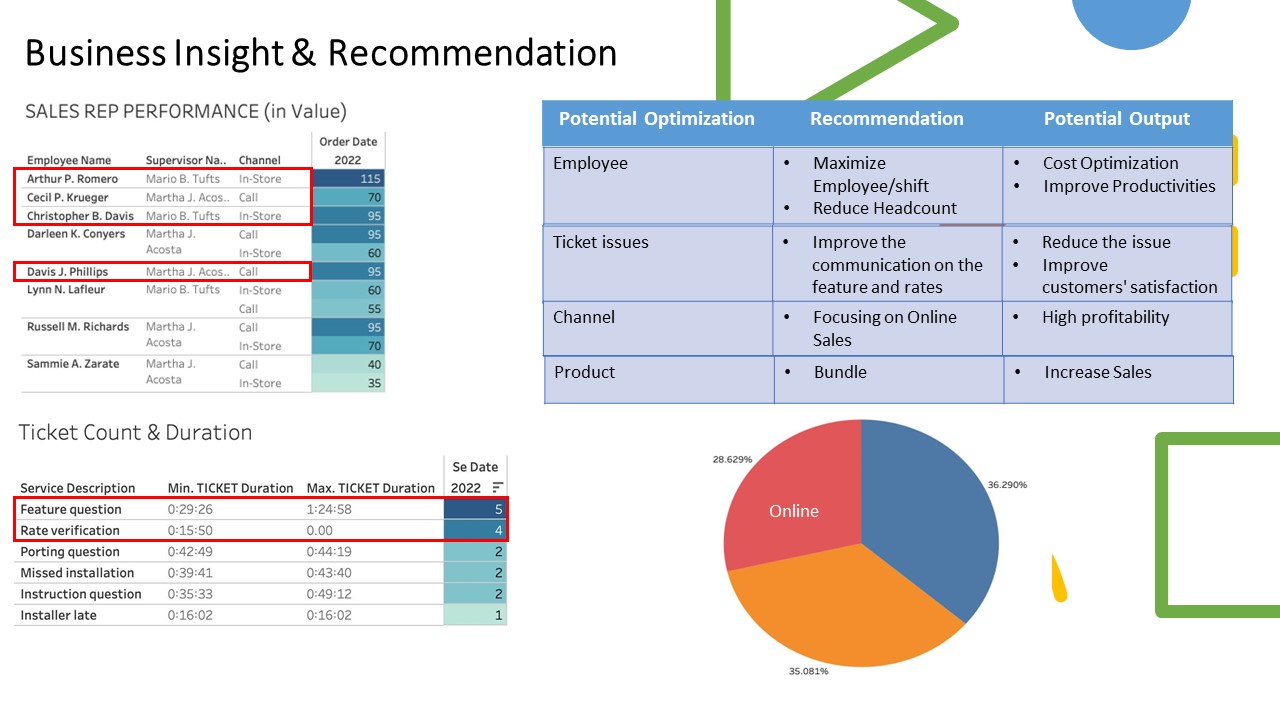 Business Insight & Recommendation
SALES REP PERFORMANCE (in Value)
Order Date
Employee Name Supervisor Na.. Channel 2022
Arthur P. Romero Mario B. Tufts In-Store 115
Cecil P. Krueger Martha J. Acos.. Call 70
Christopher B. Davis Mario B. Tufts In-Store 95
Darleen K. Conyers Martha J. Call 95
Acosta In-Store 60
Davis J. Phillips Martha J. Acos.. Call 95
Lynn N. Lafleur Mario B. Tufts In-Store 60
Call 55
Russell M. Richards Martha J. Call 95
Acosta In-Store 70
Sammie A. Zarate Martha J. Call 40
Acosta In-Store 35
Potential Optimization Recommendation Potential Output
Employee • Maximize • Cost Optimization
Employee/shift • Improve Productivities
• Reduce Headcount
Ticket issues • Improve the • Reduce the issue
communication on the • Improve
feature and rates customers' satisfaction
Channel • Focusing on Online • High profitability
Sales
Product • Bundle • Increase Sales
Ticket Count & Duration
Se Date
Service Description Min. TICKET Duration Max. TICKET Duration 2022
Feature question 0:29:26 1:24:58 5
Rate verification 0:15:50 0.00 4
Porting question 0:42:49 0:44:19 2
Missed installation 0:39:41 0:43:40 2
Instruction question 0:35:33 0:49:12 2
Installer late 0:16:02 0:16:02 1
28.629%
36.290%
Online
35.081%